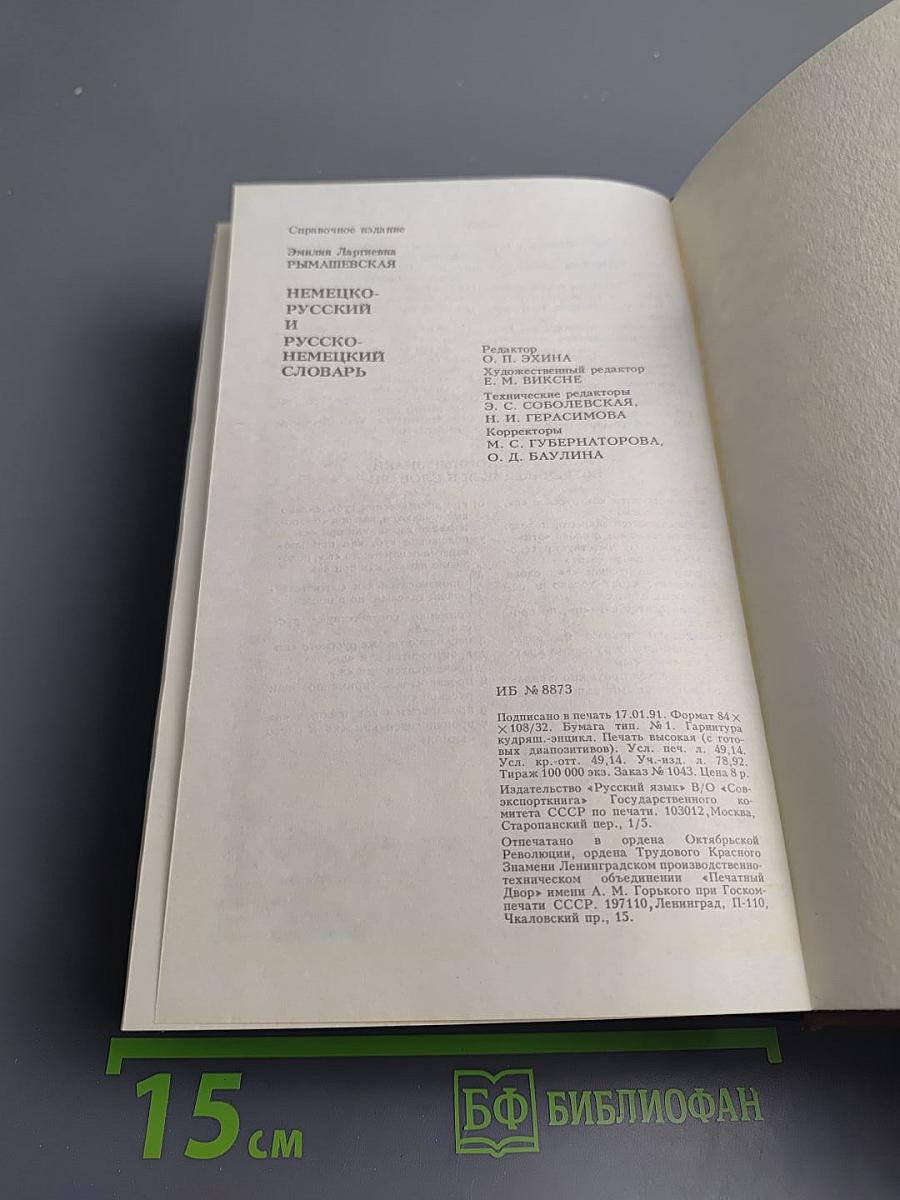 Справочное издание
Эмилия Ларгиевна
РЫМАШЕВСКАЯ
НЕМЕЦКО-
РУССКИЙ
И
РУССКО-
НЕМЕЦКИЙ
СЛОВАРЬ
Редактор
О. П. ЭХИНА
Художественный редактор
Е. М. ВИКСНЕ
Технические редакторы
Э. С. СОБОЛЕВСКАЯ,
Н. И. ГЕРАСИМОВА
Корректоры
М. С. ГУБЕРНАТОРОВА,
О. Д. БАУЛИНА
ИБ № 8873
Подписано в печать 17.01.91. Формат 84×
×108/32. Бумага тип. № 1. Гарнитура
кудряш.-энцикл. Печать высокая (с гото-
вых диапозитивов). Усл. печ. л. 49,14.
Усл. кр.-отт. 49,14. Уч.-изд. л. 78,92.
Тираж 100 000 экз. Заказ № 1043. Цена 8 р.
Издательство «Русский язык» В/О «Сов-
экспорткнига» Государственного ко-
митета СССР по печати. 103012, Москва,
Старопанский пер., 1/5.
Отпечатано в ордена Октябрьской
Революции, ордена Трудового Красного
Знамени Ленинградском производственно-
техническом объединении «Печатный
Двор» имени А. М. Горького при Госком-
печати СССР. 197110, Ленинград, П-110,
Чкаловский пр., 15.
15 СМ
БФ БИБЛИОФАН